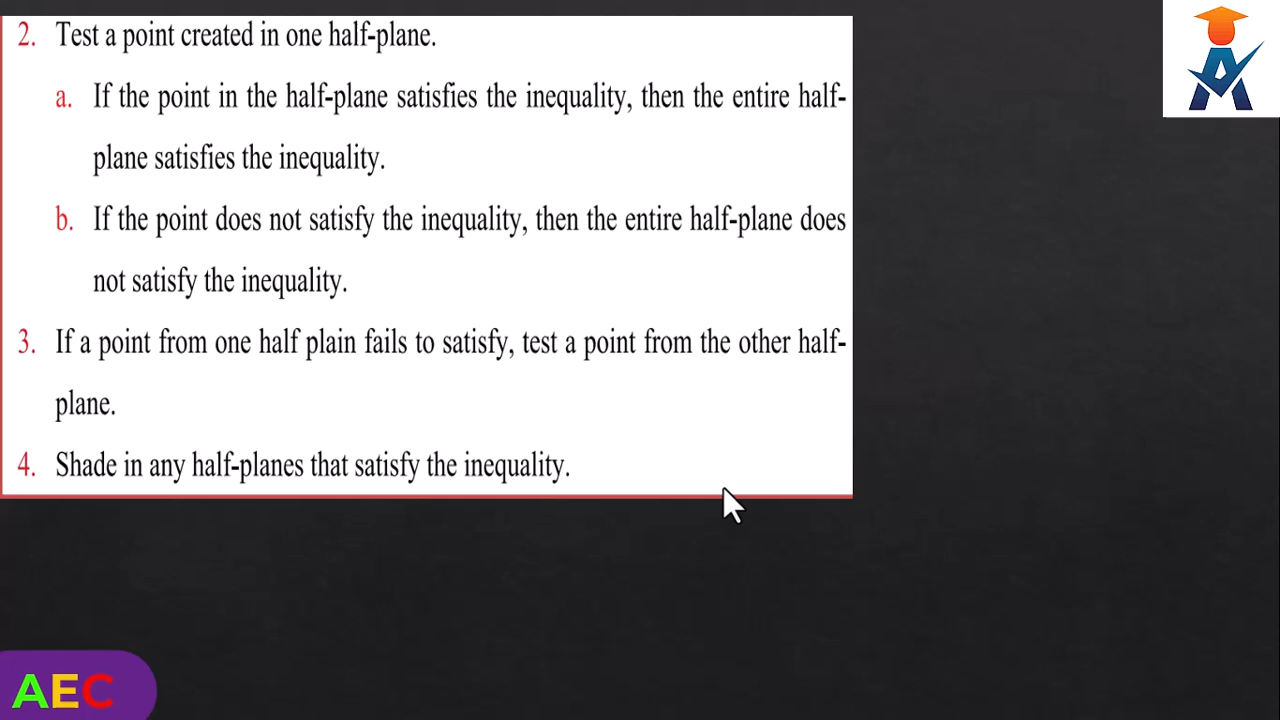 2. Test a point created in one half-plane.
a. If the point in the half-plane satisfies the inequality, then the entire half-
plane satisfies the inequality.
b. If the point does not satisfy the inequality, then the entire half-plane does
not satisfy the inequality.
3. If a point from one half plain fails to satisfy, test a point from the other half-
plane.
4. Shade in any half-planes that satisfy the inequality.
AEC